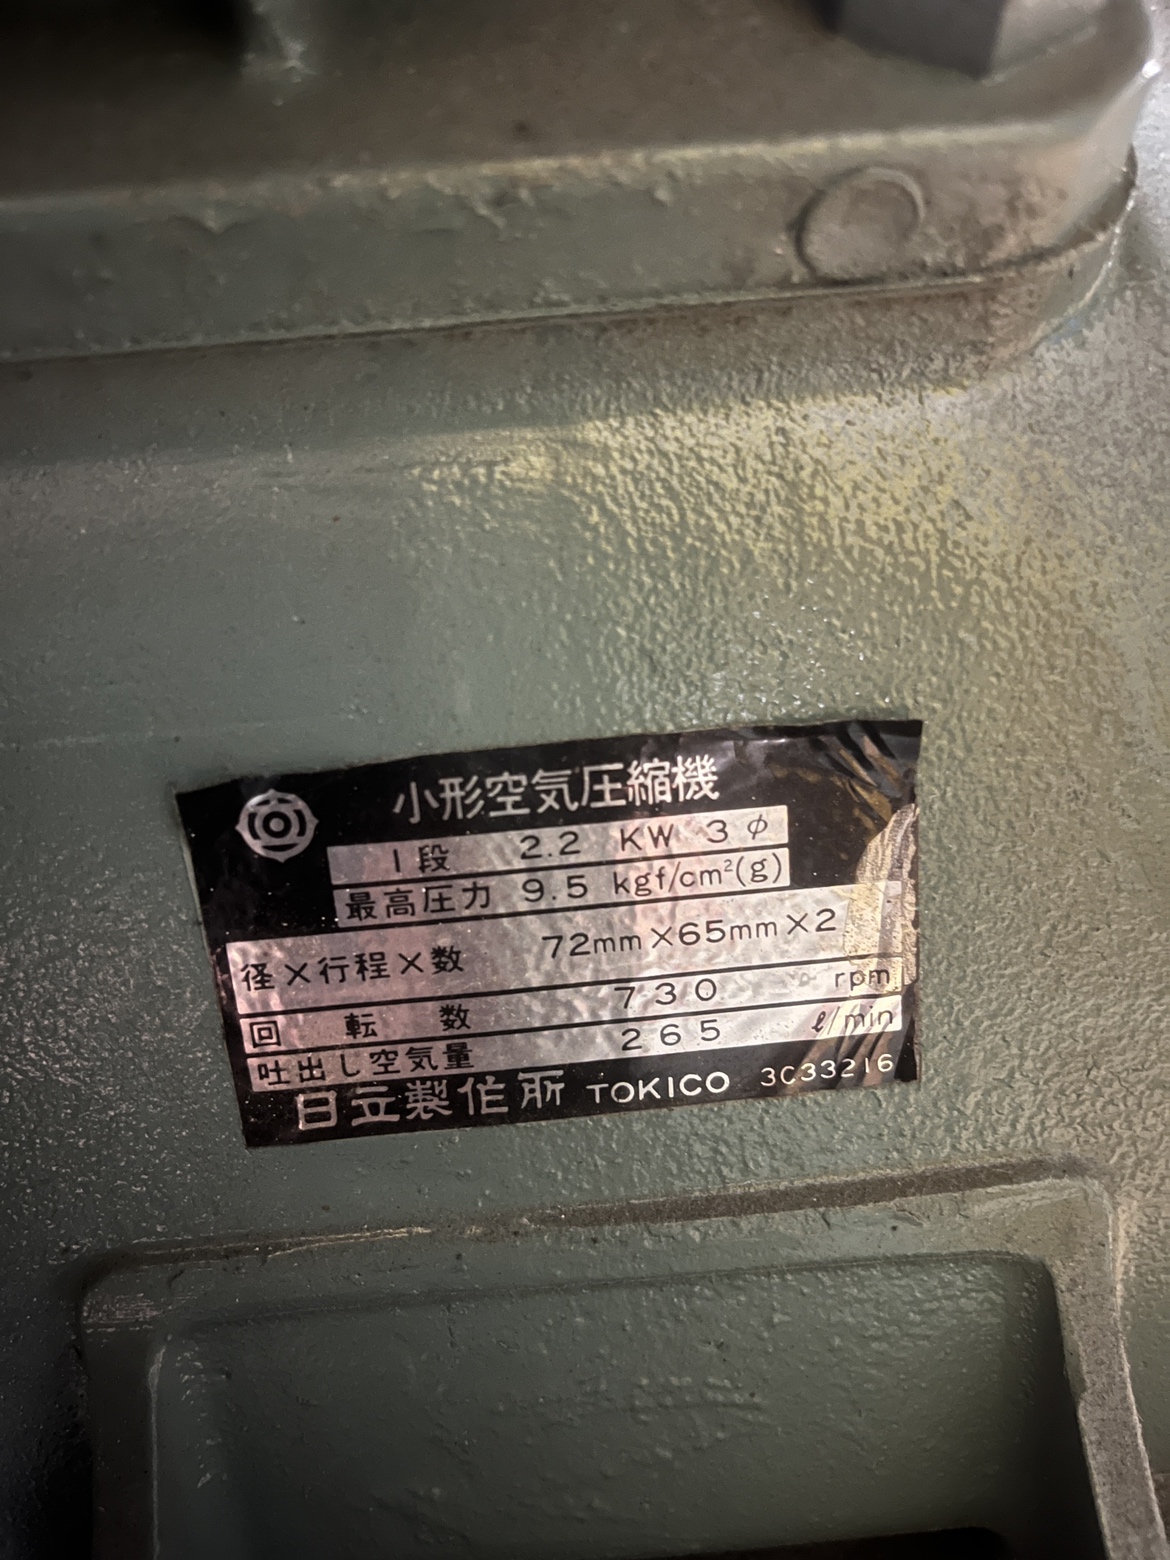 小形空気圧縮機
1段 2.2 KW 3φ
最高圧力 9.5 kgf/cm²(g)
径×行程×数 72mm×65mm×2
回転数 730 rpm
吐出し空気量 265 ℓ/min
日立製作所 TOKICO 3C33216